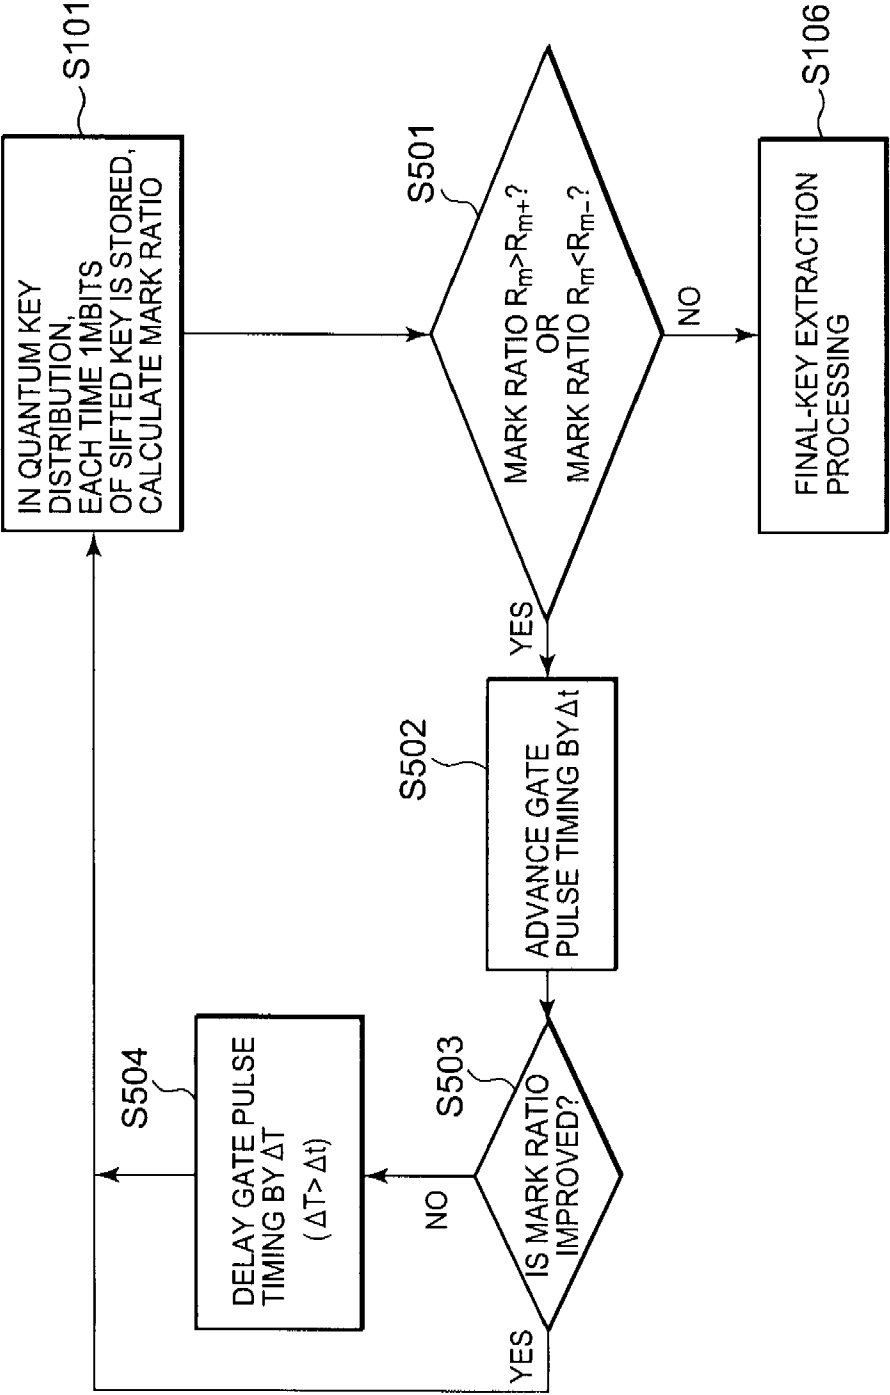 S101
IN QUANTUM KEY
DISTRIBUTION,
EACH TIME 1MBITS
OF SIFTED KEY IS STORED,
CALCULATE MARK RATIO
S501
MARK RATIO Rm>Rm+?
OR
MARK RATIO Rm<Rm−?
NO
YES
S106
FINAL-KEY EXTRACTION
PROCESSING
S502
ADVANCE GATE
PULSE TIMING BY Δt
S503
IS MARK RATIO
IMPROVED?
NO
YES
S504
DELAY GATE PULSE
TIMING BY ΔT
(ΔT>Δt)